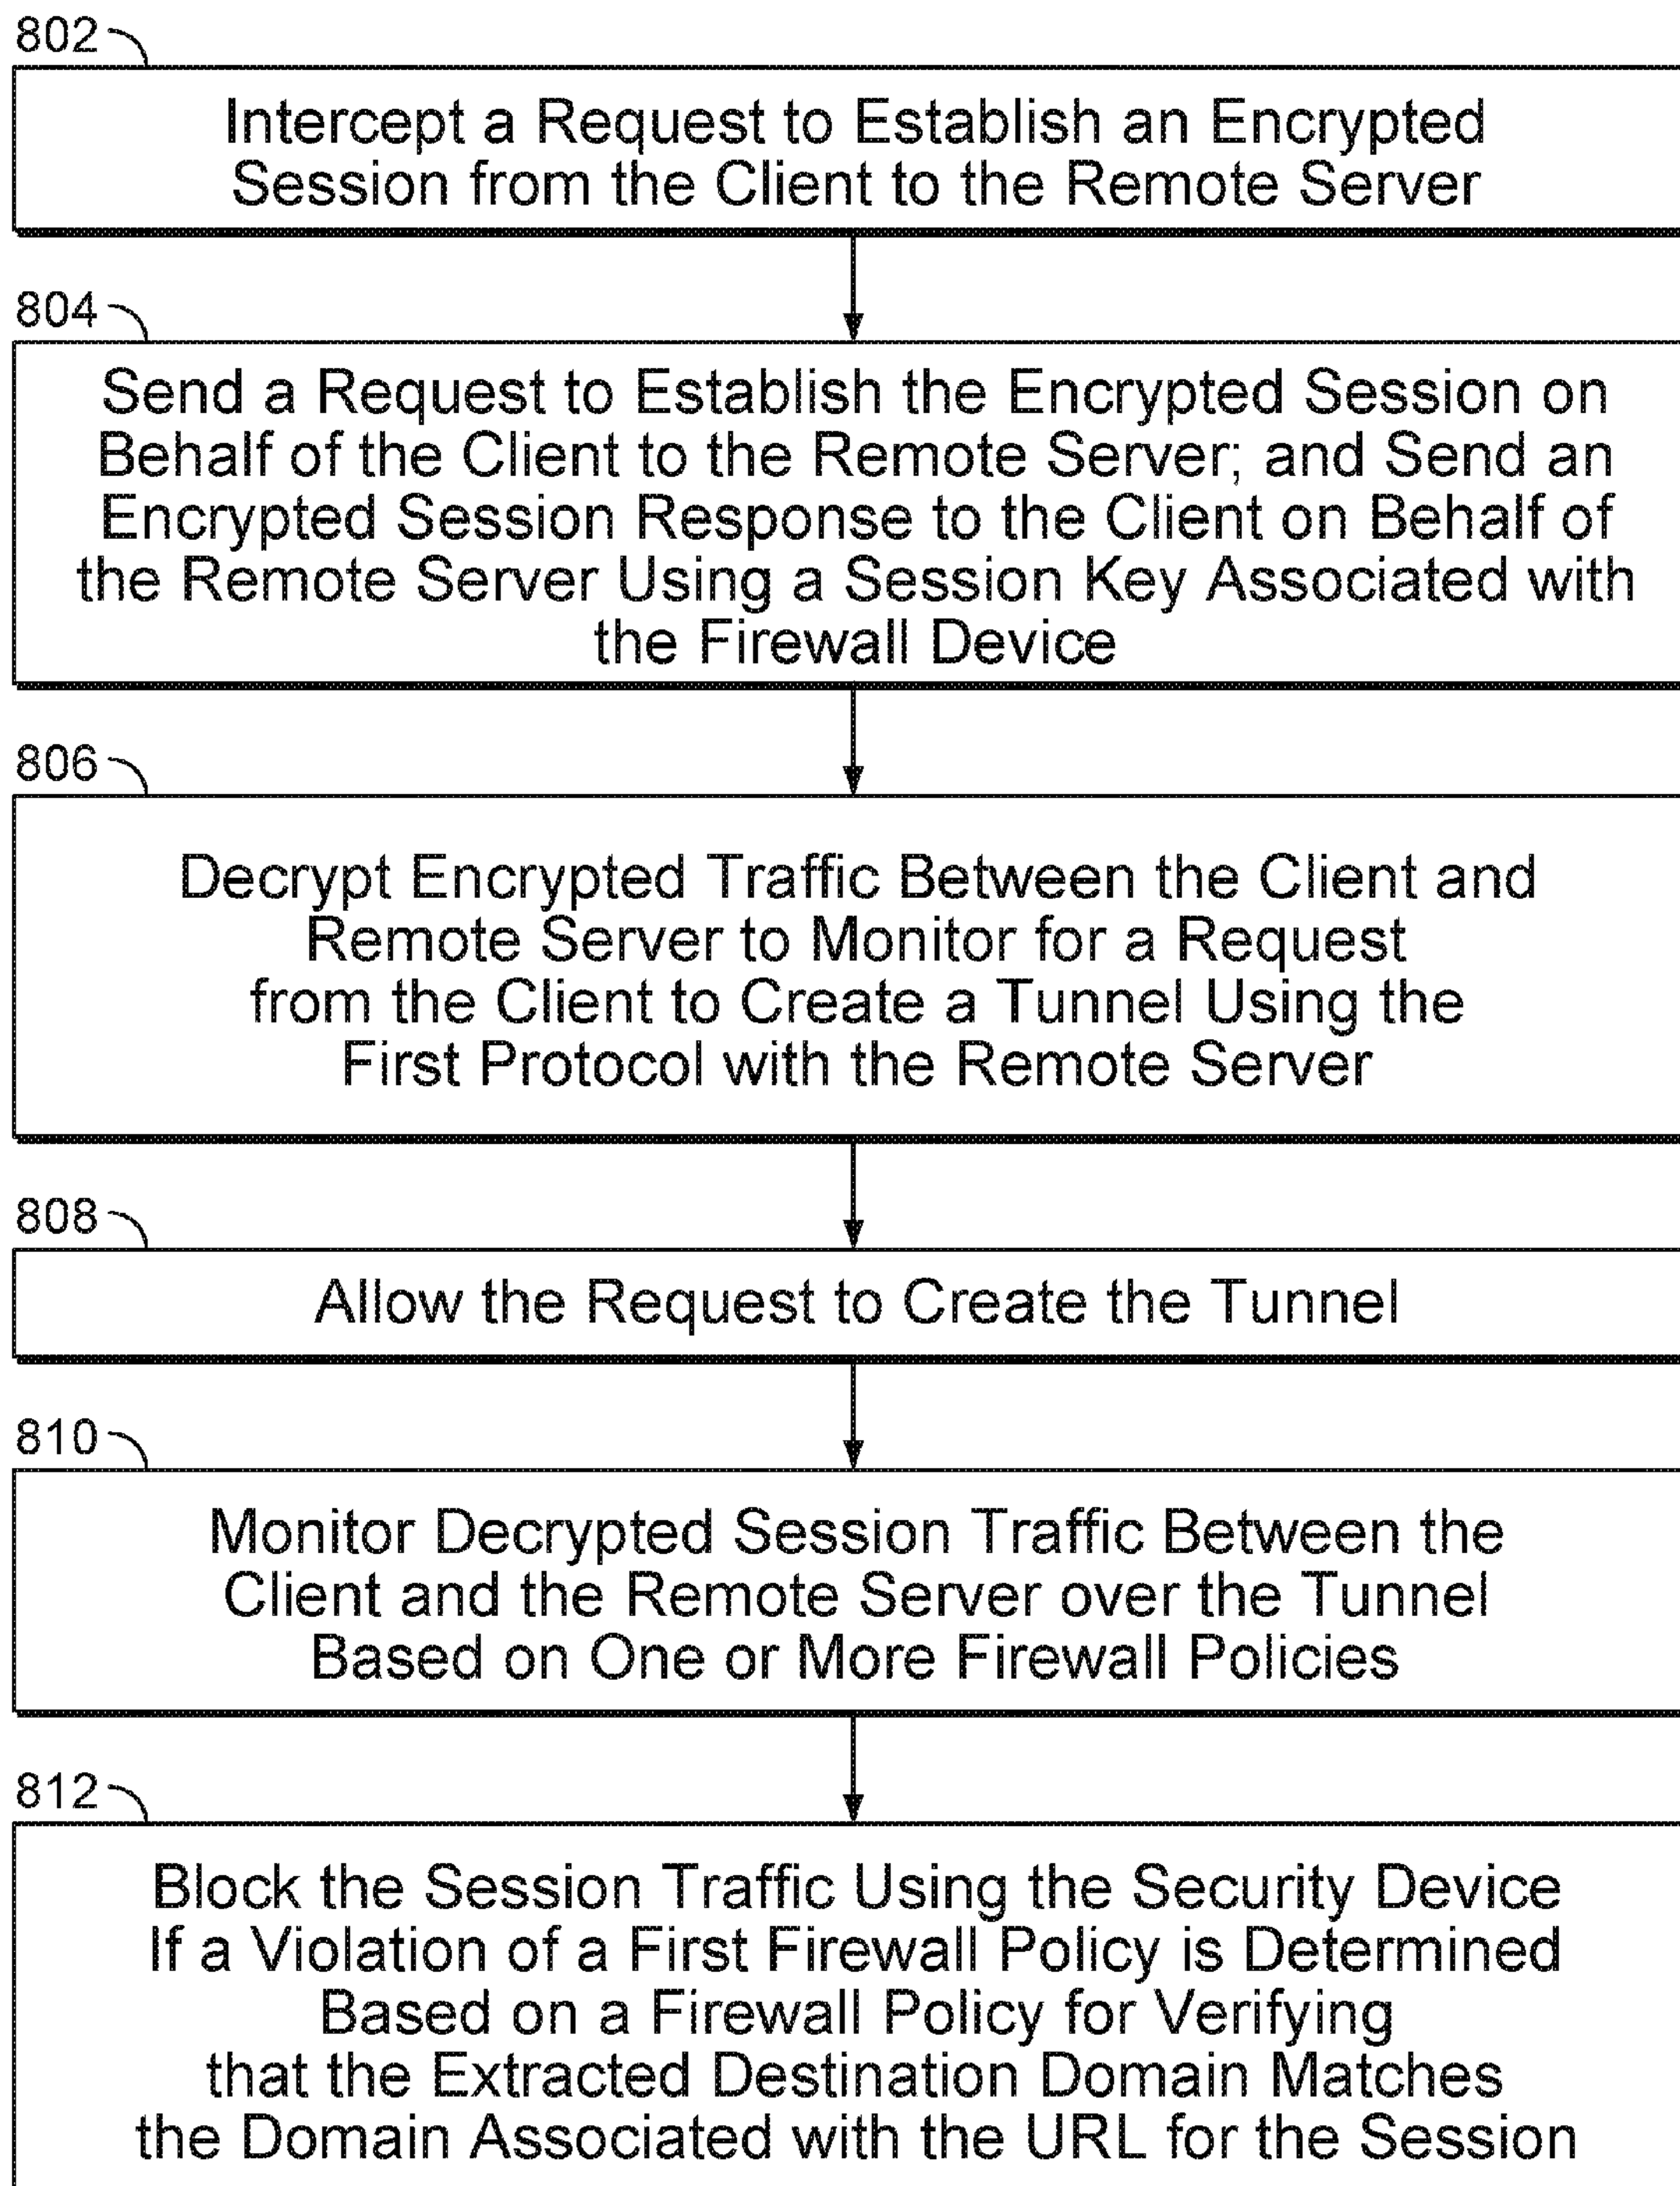 802
Intercept a Request to Establish an Encrypted
Session from the Client to the Remote Server
804
Send a Request to Establish the Encrypted Session on
Behalf of the Client to the Remote Server; and Send an
Encrypted Session Response to the Client on Behalf of
the Remote Server Using a Session Key Associated with
the Firewall Device
806
Decrypt Encrypted Traffic Between the Client and
Remote Server to Monitor for a Request
from the Client to Create a Tunnel Using the
First Protocol with the Remote Server
808
Allow the Request to Create the Tunnel
810
Monitor Decrypted Session Traffic Between the
Client and the Remote Server over the Tunnel
Based on One or More Firewall Policies
812
Block the Session Traffic Using the Security Device
If a Violation of a First Firewall Policy is Determined
Based on a Firewall Policy for Verifying
that the Extracted Destination Domain Matches
the Domain Associated with the URL for the Session